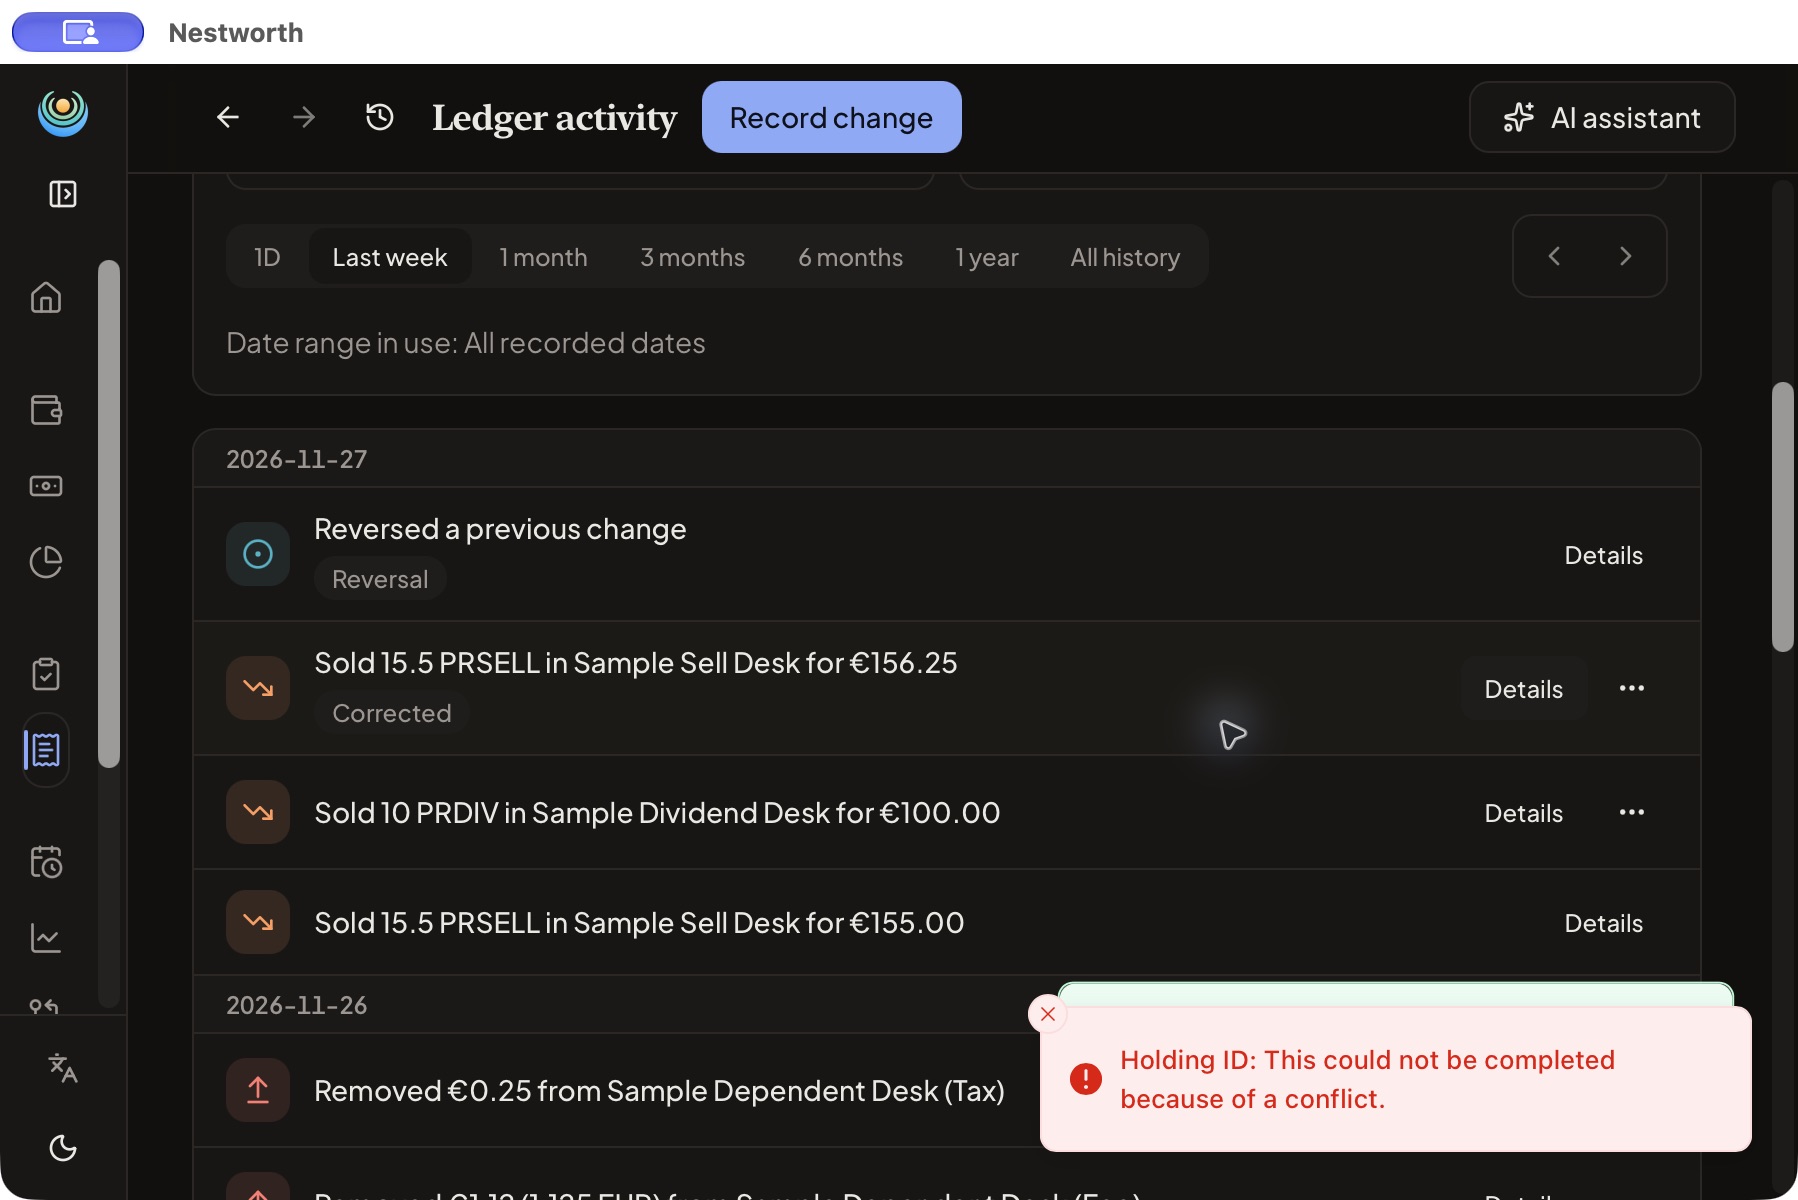 Nestworth
Ledger activity
Record change
AI assistant
1D
Last week
1 month
3 months
6 months
1 year
All history
Date range in use: All recorded dates
2026-11-27
Reversed a previous change
Reversal
Details
Sold 15.5 PRSELL in Sample Sell Desk for €156.25
Corrected
Details
Sold 10 PRDIV in Sample Dividend Desk for €100.00
Details
Sold 15.5 PRSELL in Sample Sell Desk for €155.00
Details
2026-11-26
Removed €0.25 from Sample Dependent Desk (Tax)
Holding ID: This could not be completed
because of a conflict.